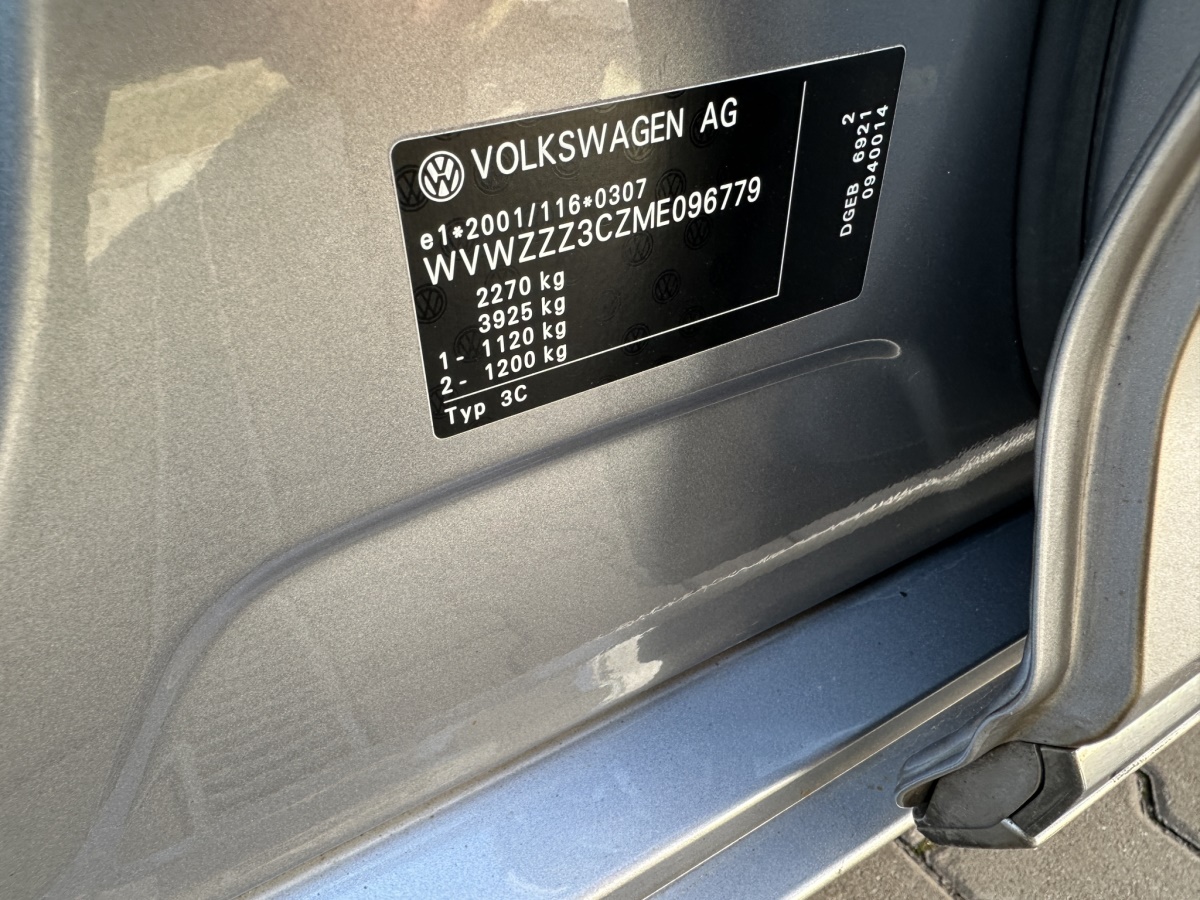 VOLKSWAGEN AG
e1*2001/116*0307
WVWZZZ3CZME096779
2270 kg
3925 kg
1- 1120 kg
2- 1200 kg
Typ 3C
2
DGEB 6921
0940014